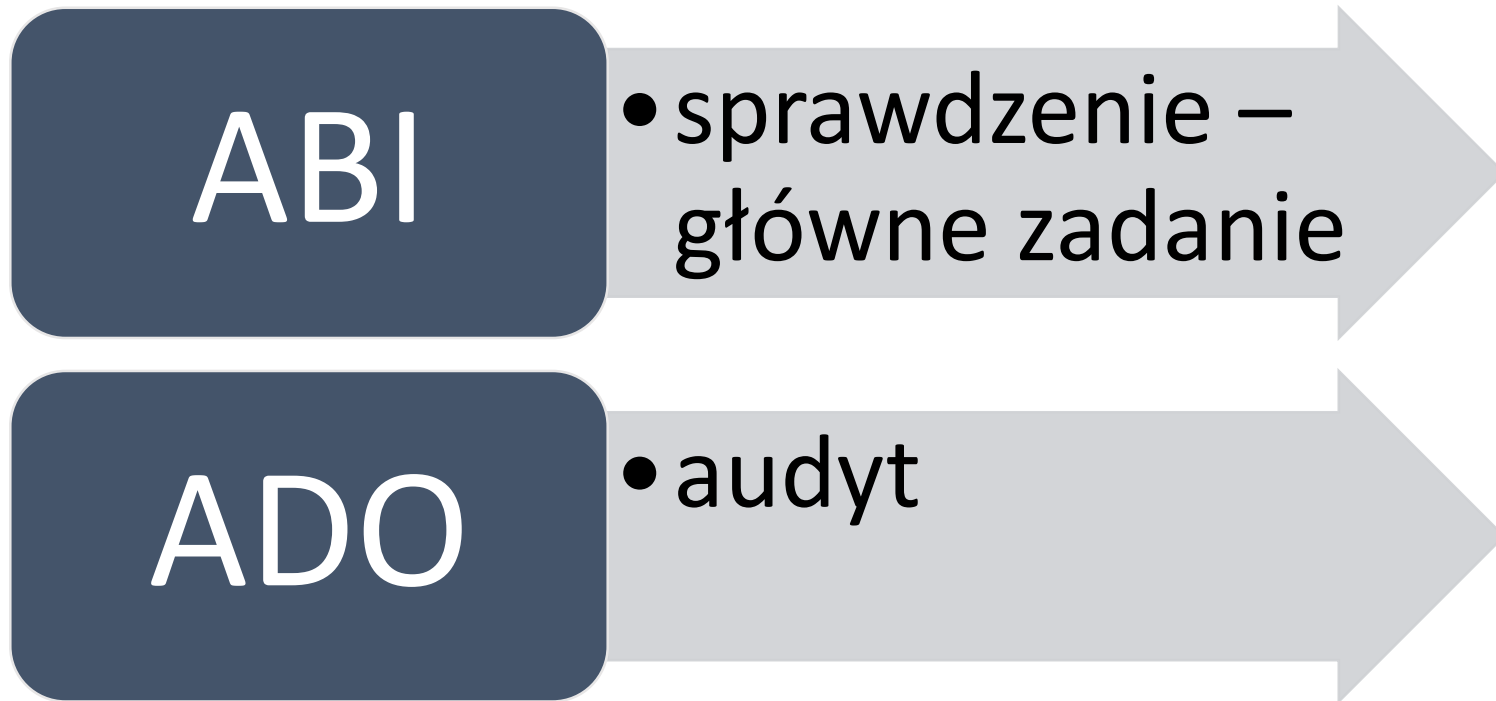 ABI
• sprawdzenie –
główne zadanie
ADO
• audyt